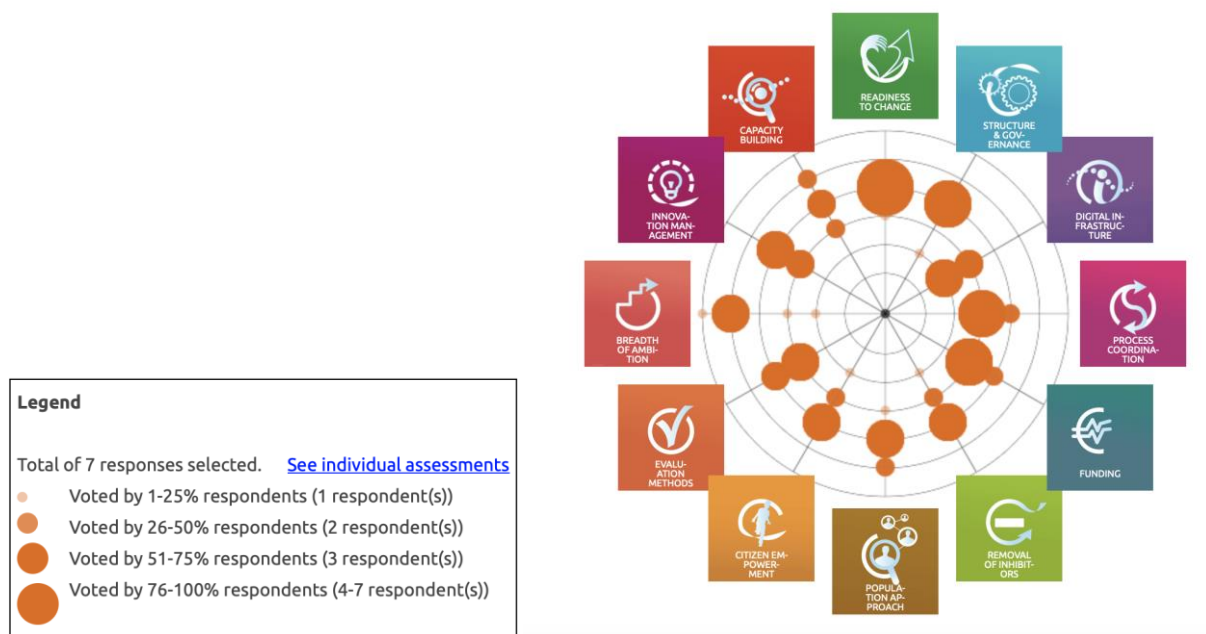 READINESS
TO CHANGE
CAPACITY
BUILDING
STRUCTURE
& GOV-
ERNANCE
INNOVA-
TION MAN-
AGEMENT
DIGITAL IN-
FRASTRUC-
TURE
BREADTH
OF AMBI-
TION
PROCESS
COORDINA-
TION
EVALU-
ATION
METHODS
FUNDING
CITIZEN EM-
POWER-
MENT
POPULA-
TION AP-
PROACH
REMOVAL
OF INHIBIT-
ORS
Legend
Total of 7 responses selected. See individual assessments
Voted by 1-25% respondents (1 respondent(s))
Voted by 26-50% respondents (2 respondent(s))
Voted by 51-75% respondents (3 respondent(s))
Voted by 76-100% respondents (4-7 respondent(s))